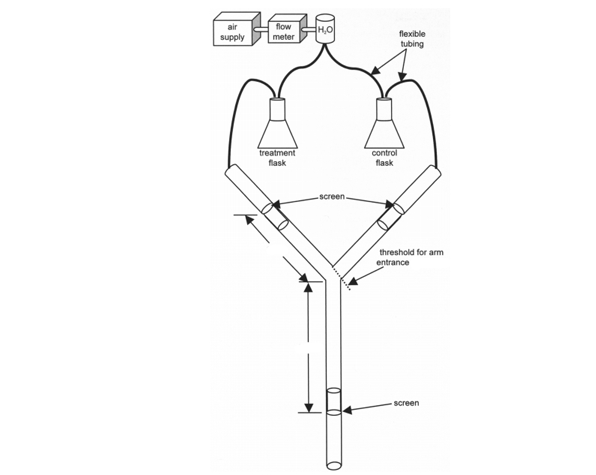 air
supply
flow
meter
H₂O
flexible
tubing
treatment
flask
control
flask
screen
threshold for arm
entrance
screen